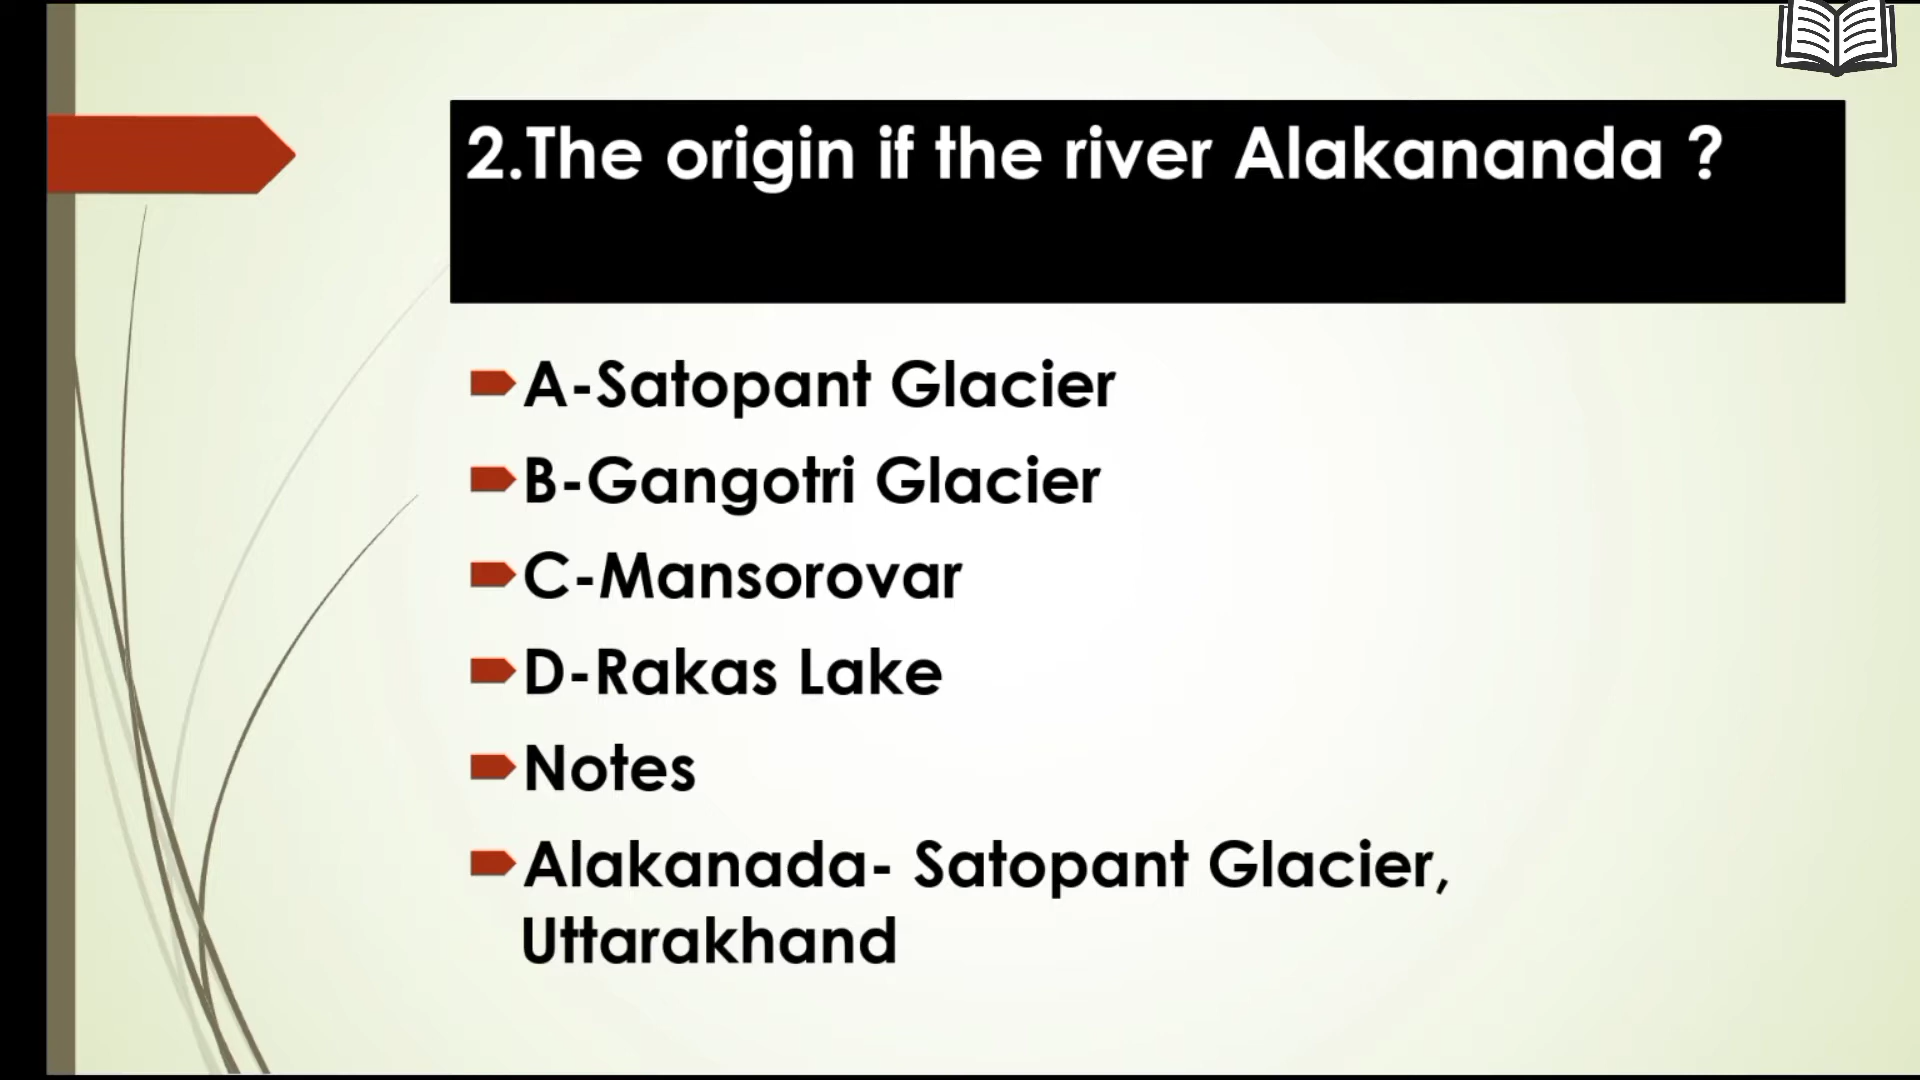 2.The origin if the river Alakananda ?
A-Satopant Glacier
B-Gangotri Glacier
C-Mansorovar
D-Rakas Lake
Notes
Alakanada- Satopant Glacier,
Uttarakhand